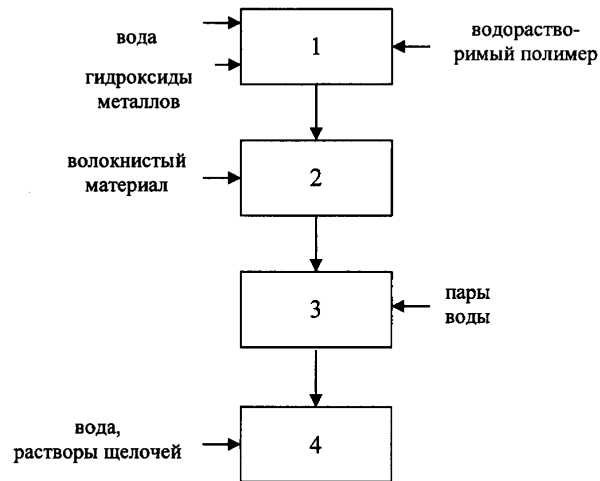 вода
1
водораство-
римый полимер
гидроксиды
металлов
волокнистый
материал
2
3
пары
воды
вода,
растворы щелочей
4